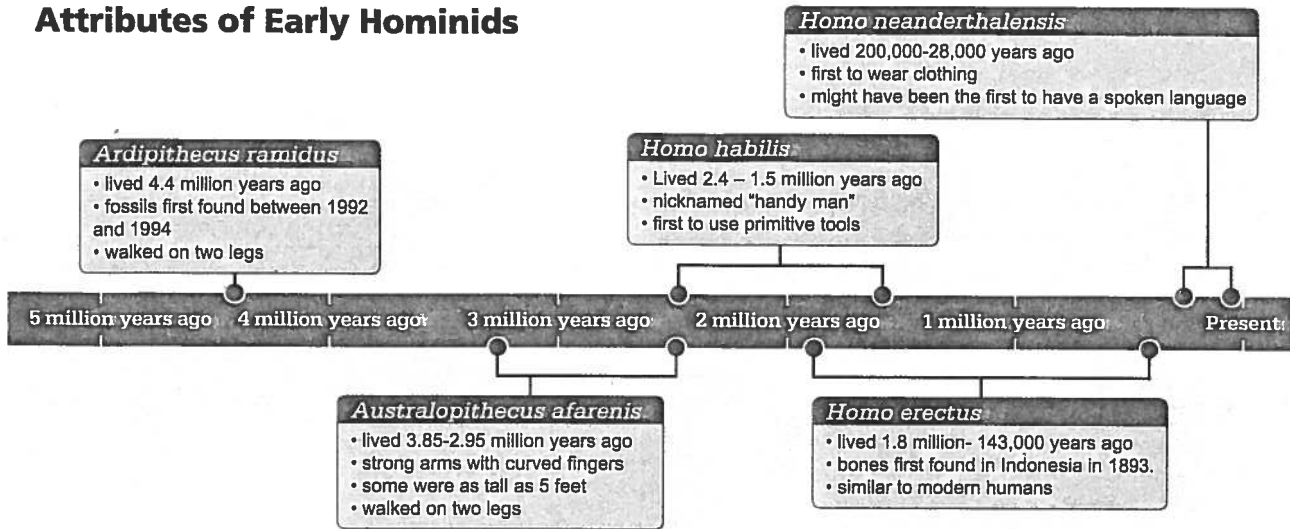 Attributes of Early Hominids
Homo neanderthalensis
• lived 200,000-28,000 years ago
• first to wear clothing
• might have been the first to have a spoken language
Ardipithecus ramidus
• lived 4.4 million years ago
• fossils first found between 1992
and 1994
• walked on two legs
Homo habilis
• Lived 2.4 – 1.5 million years ago
• nicknamed "handy man"
• first to use primitive tools
5 million years ago 4 million years ago 3 million years ago 2 million years ago 1 million years ago Present
Australopithecus afarensis
• lived 3.85-2.95 million years ago
• strong arms with curved fingers
• some were as tall as 5 feet
• walked on two legs
Homo erectus
• lived 1.8 million- 143,000 years ago
• bones first found in Indonesia in 1893.
• similar to modern humans